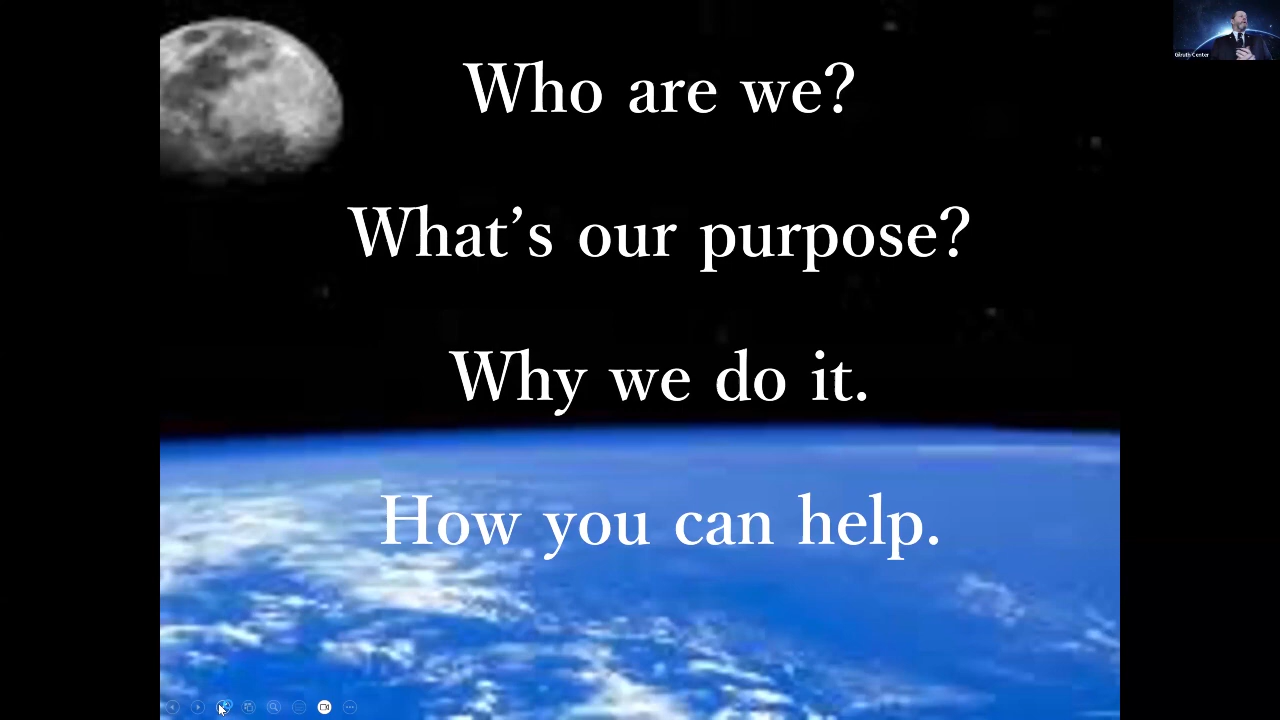 Who are we?
What's our purpose?
Why we do it.
How you can help.